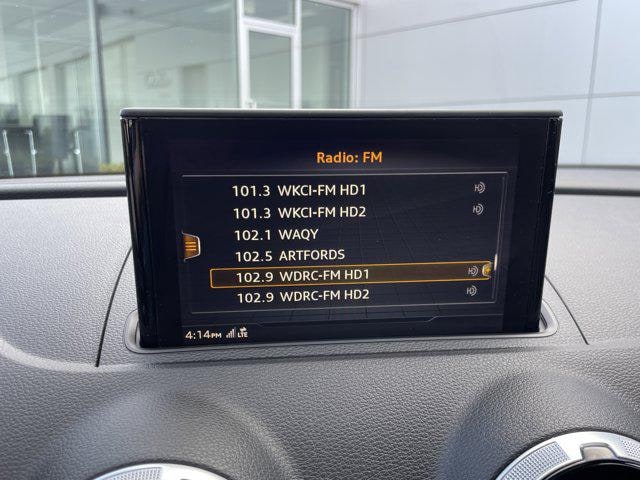 Radio: FM
101.3 WKCI-FM HD1
101.3 WKCI-FM HD2
102.1 WAQY
102.5 ARTFORDS
102.9 WDRC-FM HD1
102.9 WDRC-FM HD2
4:14PM LTE